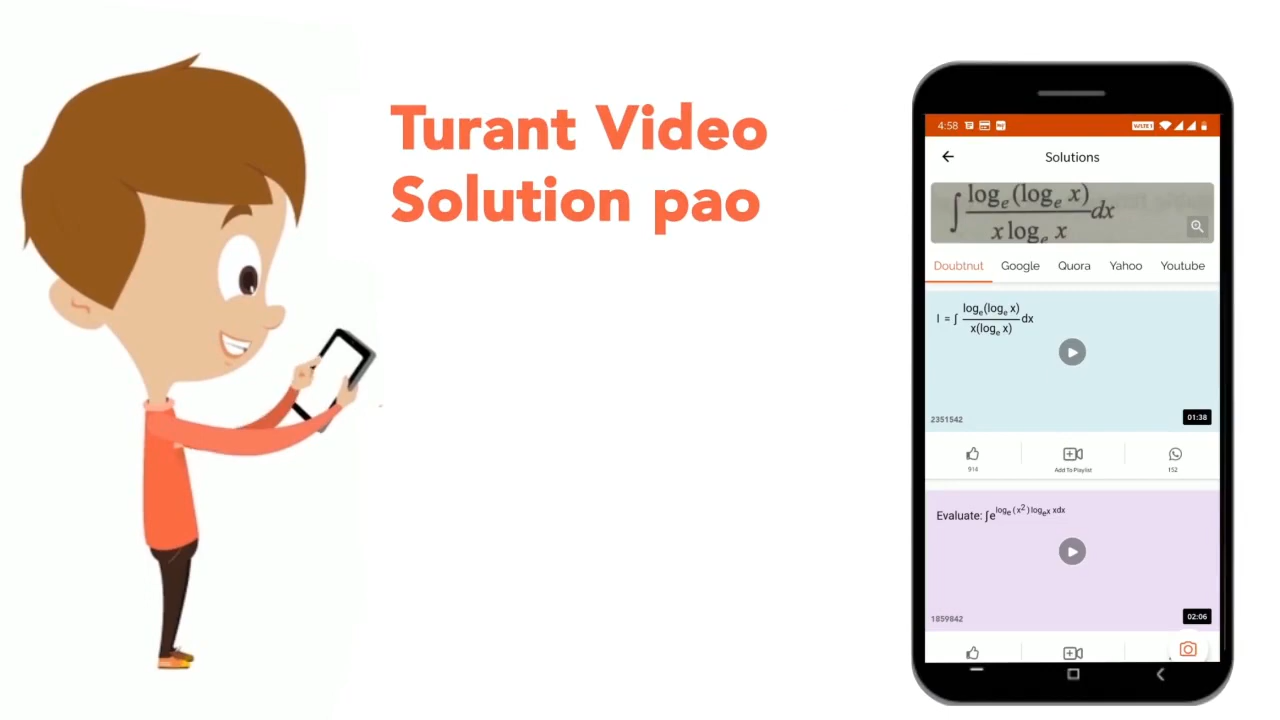 Turant Video
Solution pao
4:58
VoLTE1
Solutions
∫ logₑ(logₑ x) / x logₑ x dx
Doubtnut Google Quora Yahoo Youtube
I = ∫ logₑ(logₑ x) / x(logₑ x) dx
2351542 01:38
914 Add To Playlist 152
Evaluate: ∫e^logₑ(x²)logₑx xdx
1859842 02:06